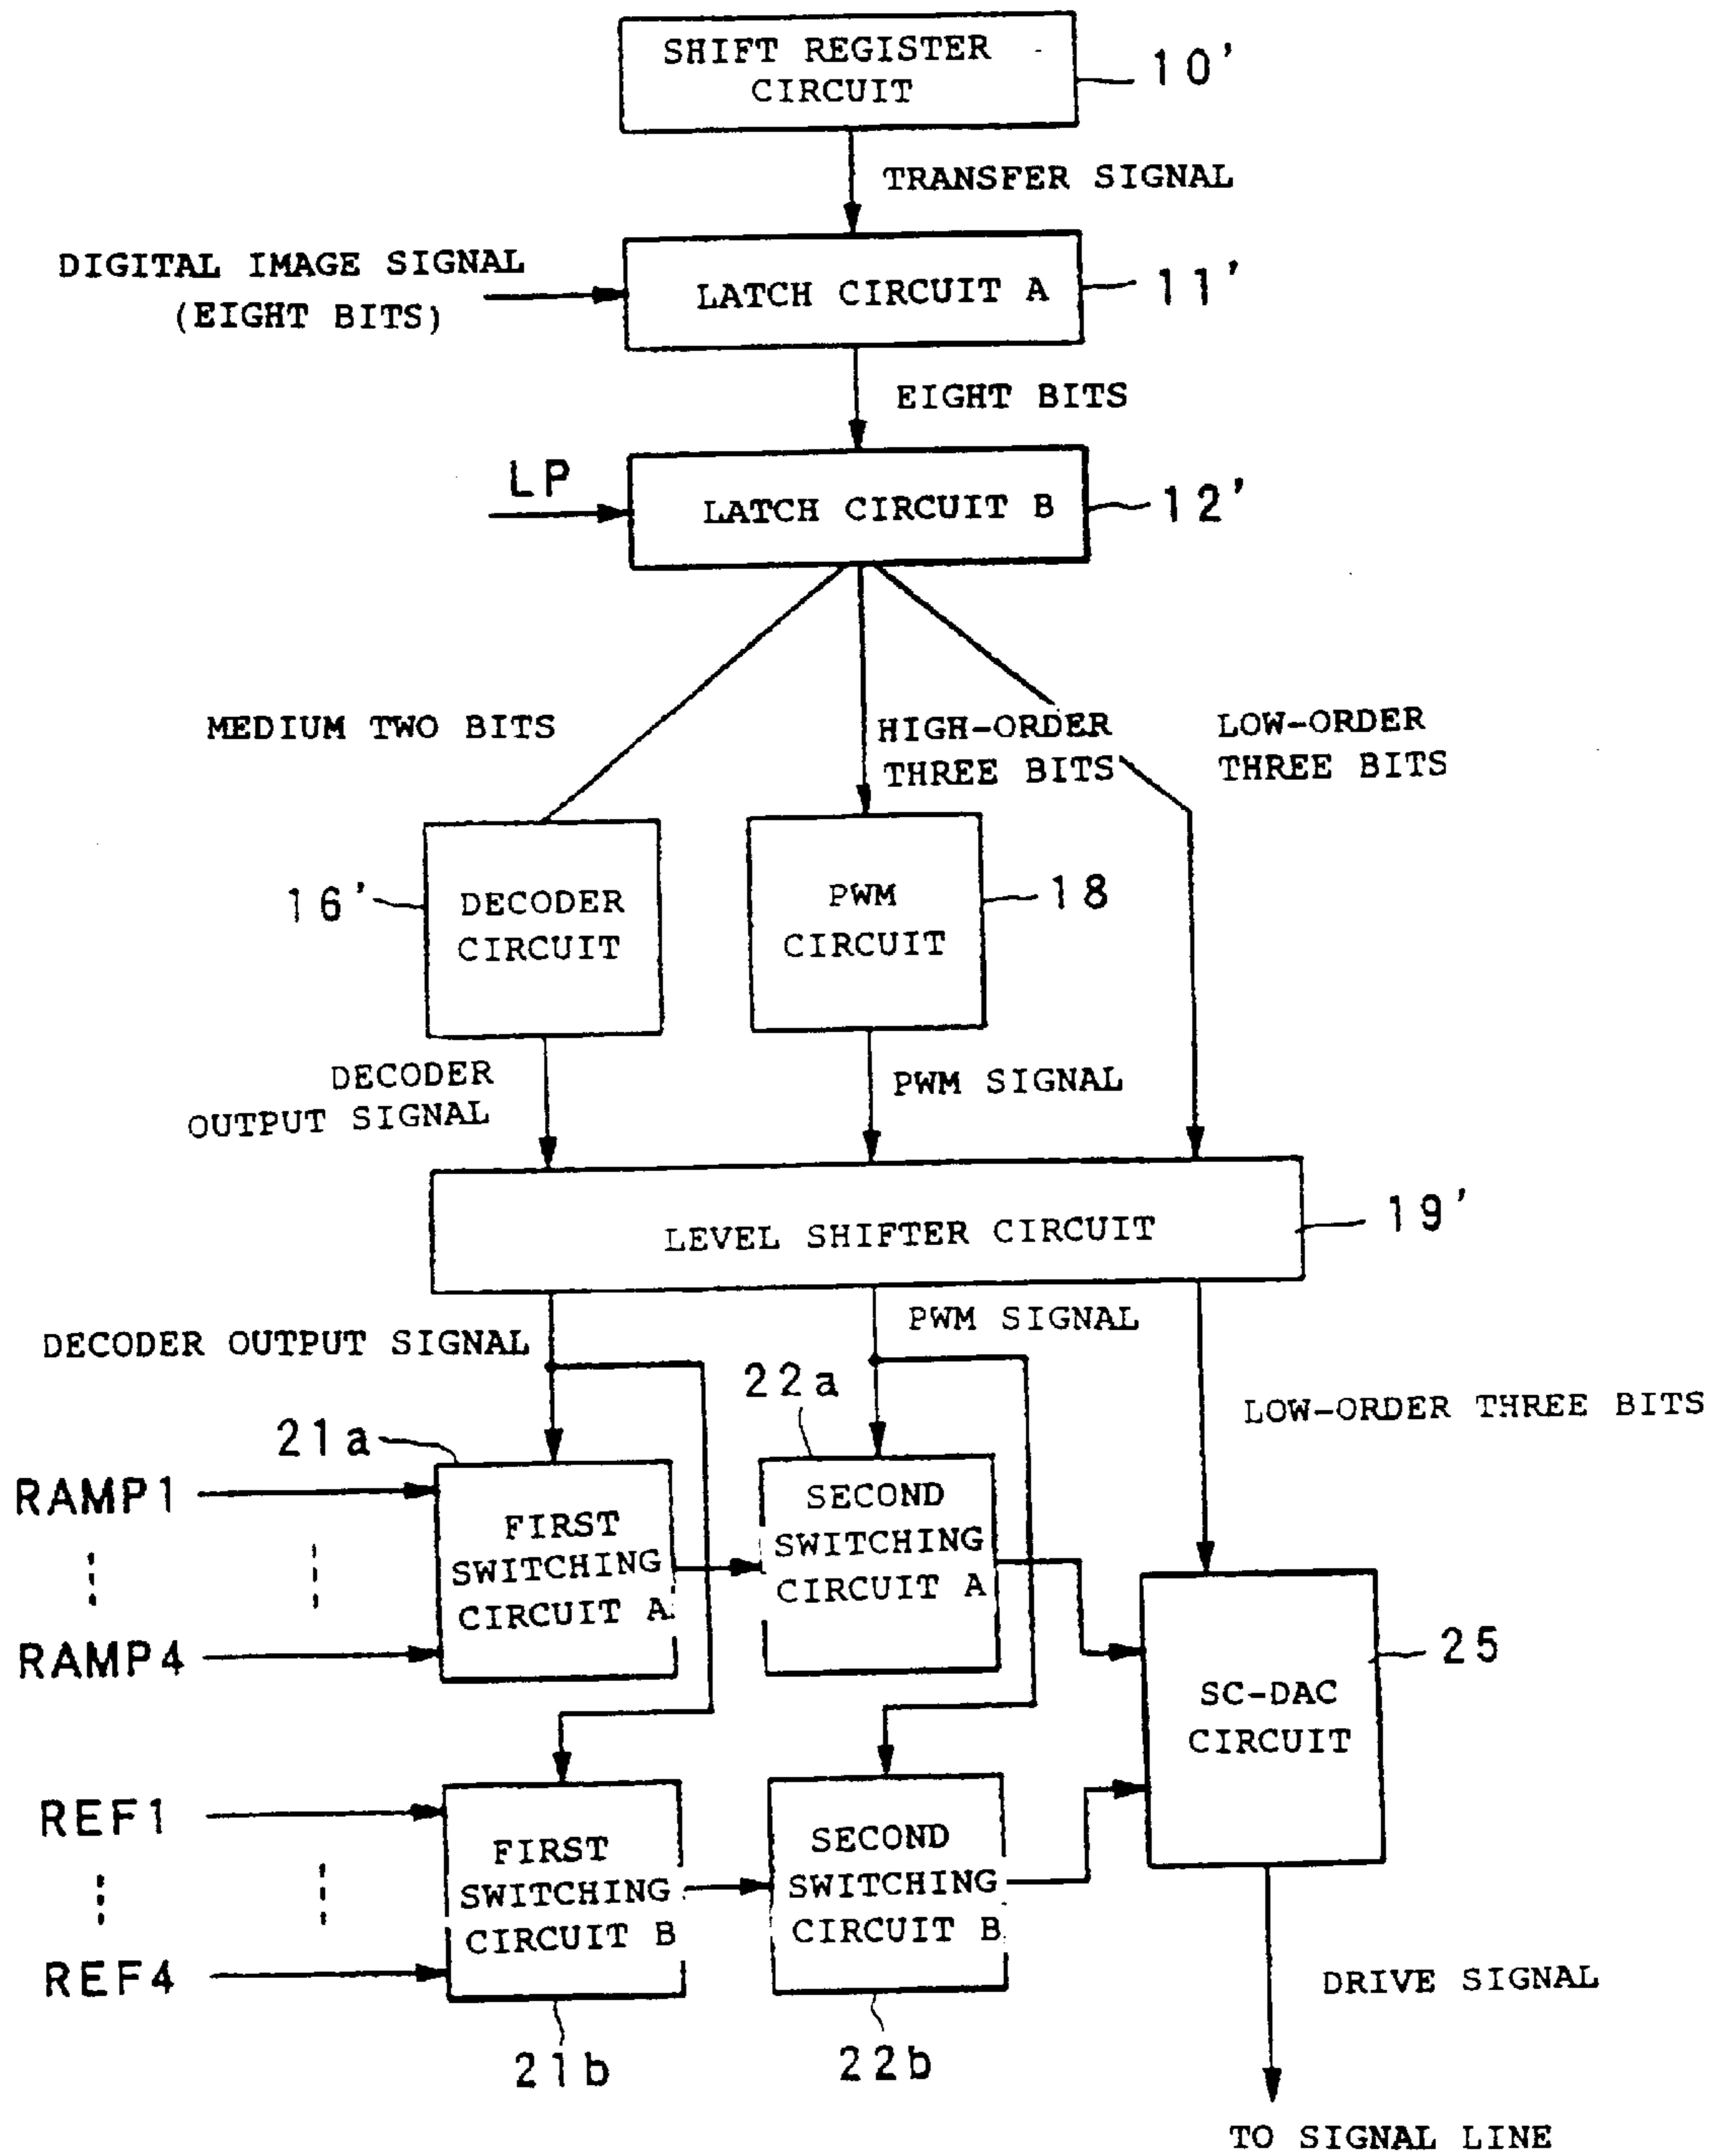 SHIFT REGISTER
CIRCUIT
10'
TRANSFER SIGNAL
DIGITAL IMAGE SIGNAL
(EIGHT BITS)
LATCH CIRCUIT A
11'
EIGHT BITS
LP
LATCH CIRCUIT B
12'
MEDIUM TWO BITS
HIGH-ORDER
THREE BITS
LOW-ORDER
THREE BITS
16'
DECODER
CIRCUIT
PWM
CIRCUIT
18
DECODER
OUTPUT SIGNAL
PWM SIGNAL
LEVEL SHIFTER CIRCUIT
19'
DECODER OUTPUT SIGNAL
PWM SIGNAL
LOW-ORDER THREE BITS
21a
22a
RAMP1
RAMP4
FIRST
SWITCHING
CIRCUIT A
SECOND
SWITCHING
CIRCUIT A
25
SC-DAC
CIRCUIT
REF1
REF4
FIRST
SWITCHING
CIRCUIT B
SECOND
SWITCHING
CIRCUIT B
21b
22b
DRIVE SIGNAL
TO SIGNAL LINE